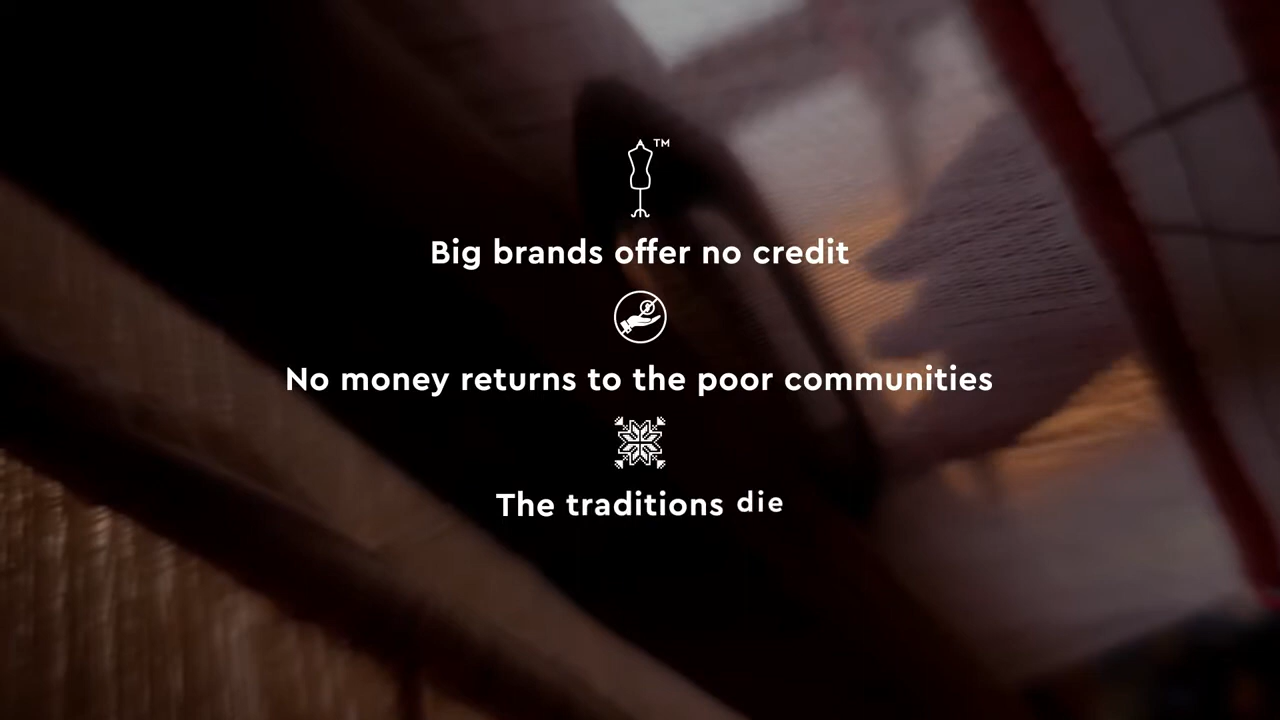 TM
Big brands offer no credit
No money returns to the poor communities
The traditions die